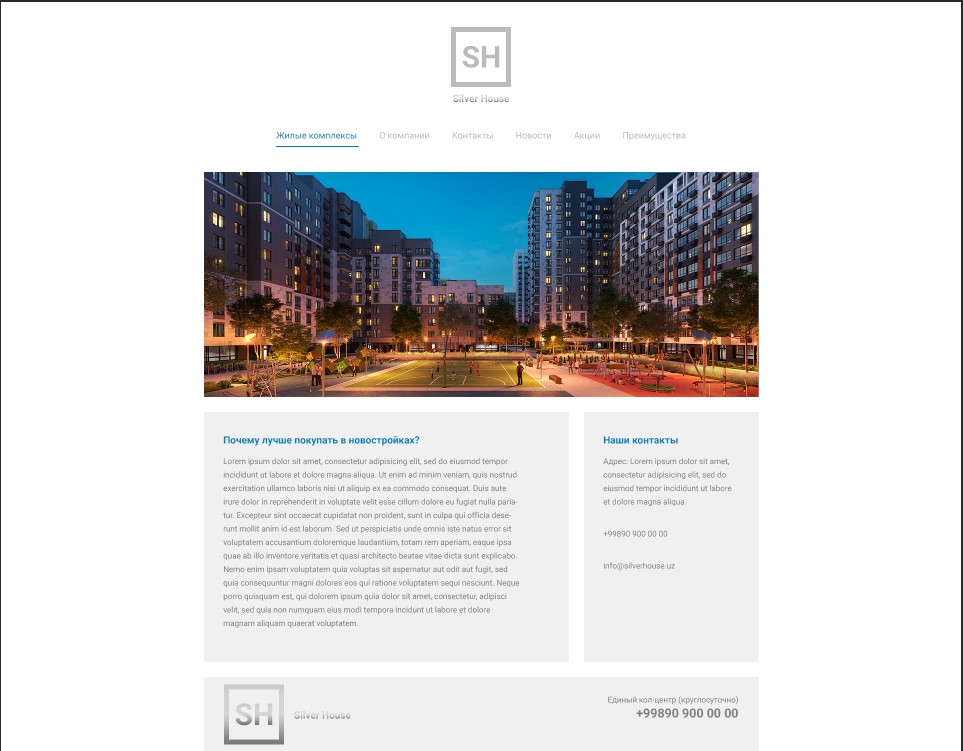 SH
Silver House
Жилые комплексы О компании Контакты Новости Акции Преимущества
Почему лучше покупать в новостройках?
Lorem ipsum dolor sit amet, consectetur adipisicing elit, sed do eiusmod tempor
incididunt ut labore et dolore magna aliqua. Ut enim ad minim veniam, quis nostrud
exercitation ullamco laboris nisi ut aliquip ex ea commodo consequat. Duis aute
irure dolor in reprehenderit in voluptate velit esse cillum dolore eu fugiat nulla paria-
tur. Excepteur sint occaecat cupidatat non proident, sunt in culpa qui officia dese-
runt mollit anim id est laborum. Sed ut perspiciatis unde omnis iste natus error sit
voluptatem accusantium doloremque laudantium, totam rem aperiam, eaque ipsa
quae ab illo inventore veritatis et quasi architecto beatae vitae dicta sunt explicabo.
Nemo enim ipsam voluptatem quia voluptas sit aspernatur aut odit aut fugit, sed
quia consequuntur magni dolores eos qui ratione voluptatem sequi nesciunt. Neque
porro quisquam est, qui dolorem ipsum quia dolor sit amet, consectetur, adipisci
velit, sed quia non numquam eius modi tempora incidunt ut labore et dolore
magnam aliquam quaerat voluptatem.
Наши контакты
Адрес: Lorem ipsum dolor sit amet,
consectetur adipisicing elit, sed do
eiusmod tempor incididunt ut labore
et dolore magna aliqua.
+99890 900 00 00
info@silverhouse.uz
SH
Silver House
Единый кол-центр (круглосуточно)
+99890 900 00 00